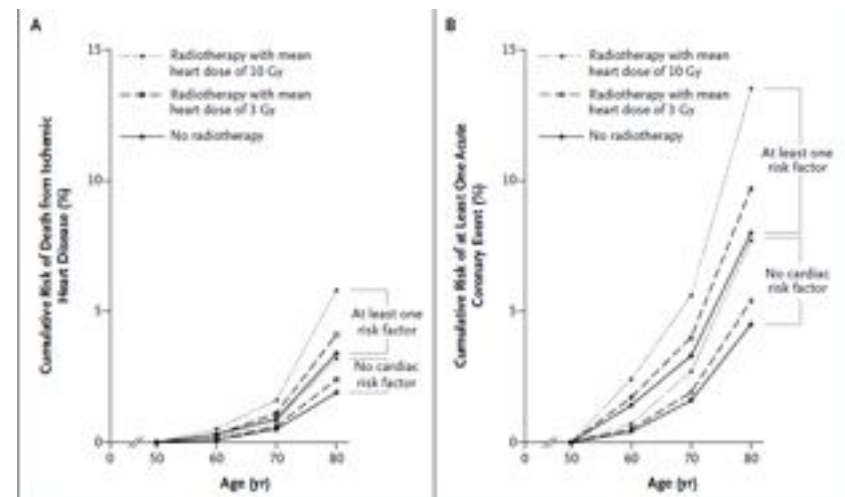 A
15
Radiotherapy with mean
heart dose of 10 Gy
Radiotherapy with mean
heart dose of 3 Gy
No radiotherapy
10
5
0
At least one
risk factor
No cardiac
risk factor
Cumulative Risk of Death from Ischemic
Heart Disease (%)
0 50 60 70 80
Age (yr)
B
15
Radiotherapy with mean
heart dose of 10 Gy
Radiotherapy with mean
heart dose of 3 Gy
No radiotherapy
10
5
0
At least one
risk factor
No cardiac
risk factor
Cumulative Risk of at Least One Acute
Coronary Event (%)
0 50 60 70 80
Age (yr)